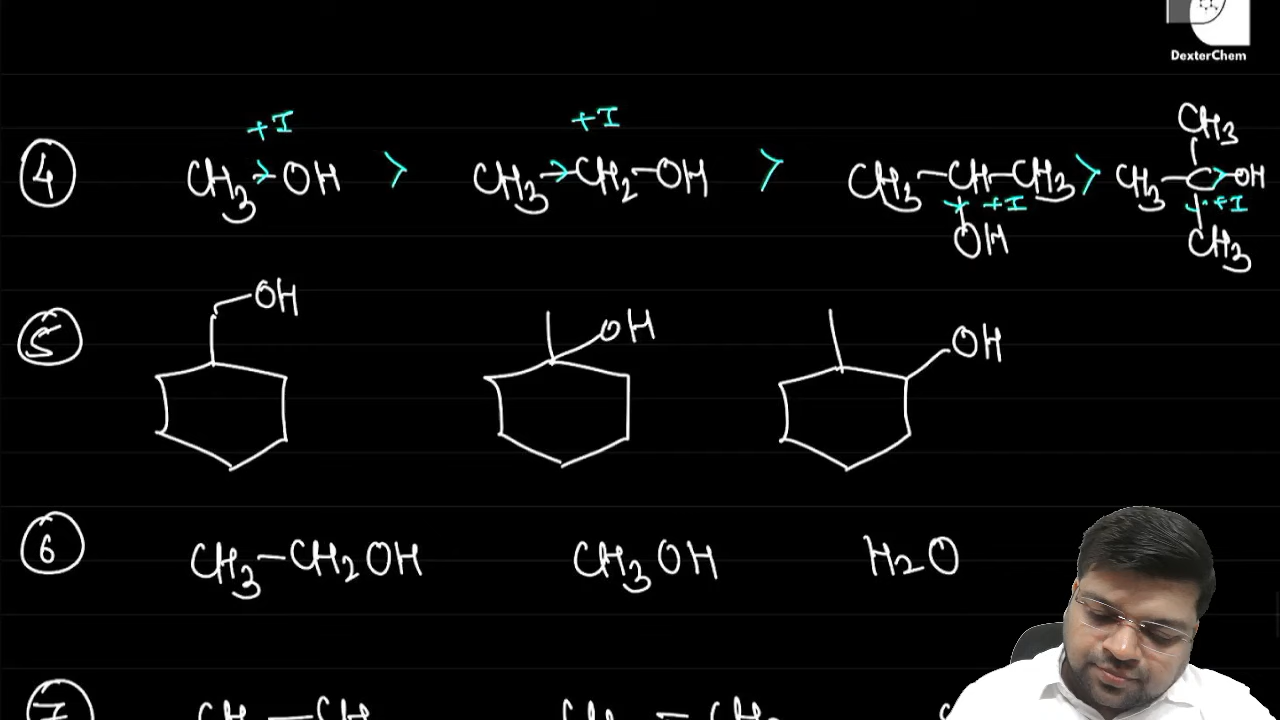 DexterChem
④ CH₃→OH > CH₃→CH₂-OH > CH₃-CH-CH₃ > CH₃-C-OH
+I
+I
+I
OH
CH₃
+I
CH₃
⑤ OH OH OH
⑥ CH₃-CH₂OH CH₃OH H₂O
⑦